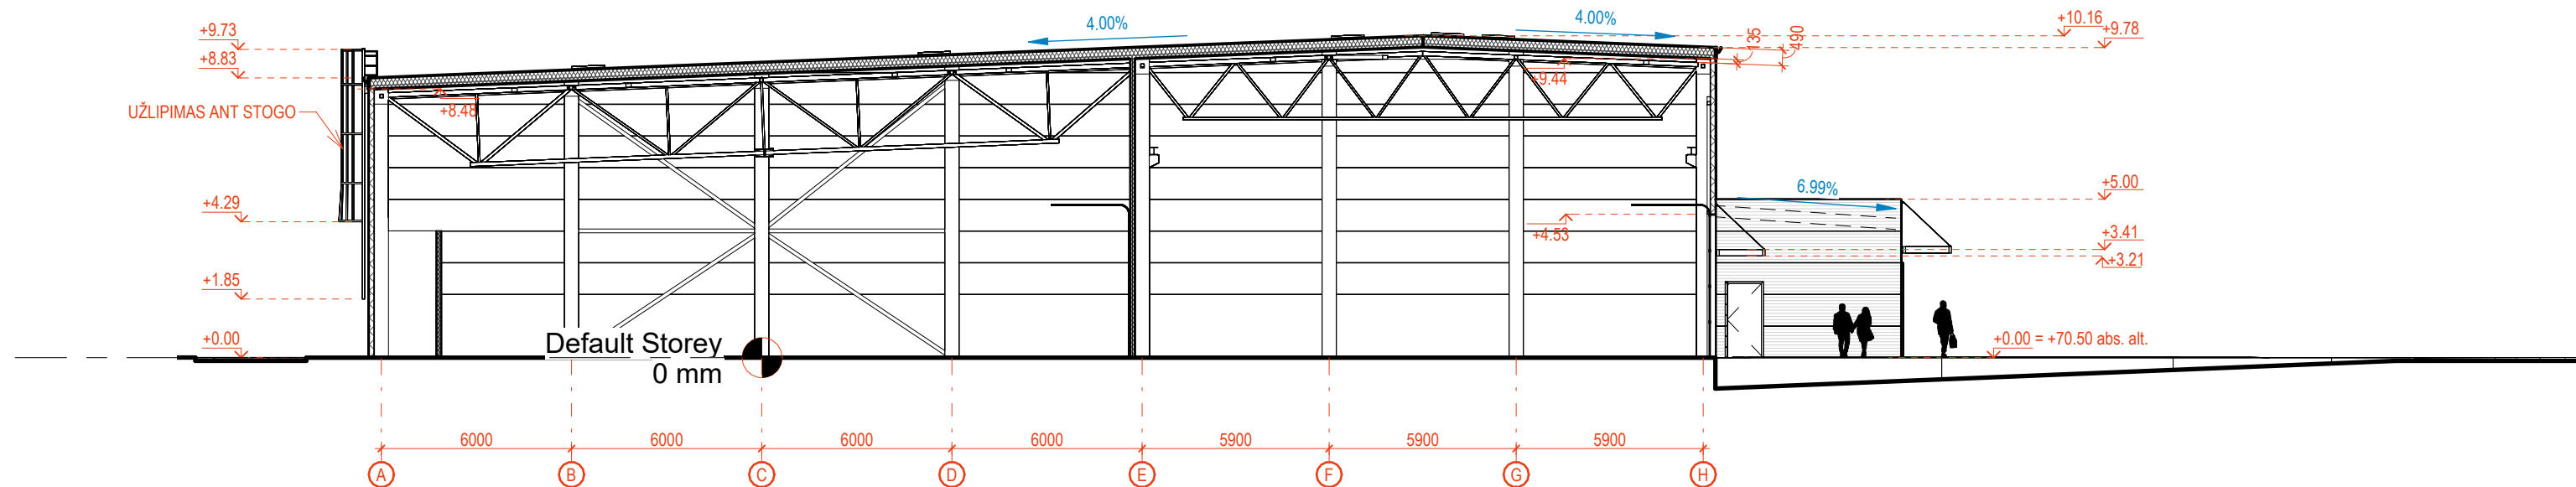 4.00%
4.00%
+10.16
+9.73
+9.78
135
490
+8.83
+9.44
+8.48
UŽLIPIMAS ANT STOGO
+5.00
6.99%
+4.29
+4.53
+3.41
+3.21
+1.85
+0.00
Default Storey
+0.00 = +70.50 abs. alt.
0 mm
6000
6000
6000
6000
5900
5900
5900
A
B
C
D
E
F
G
H